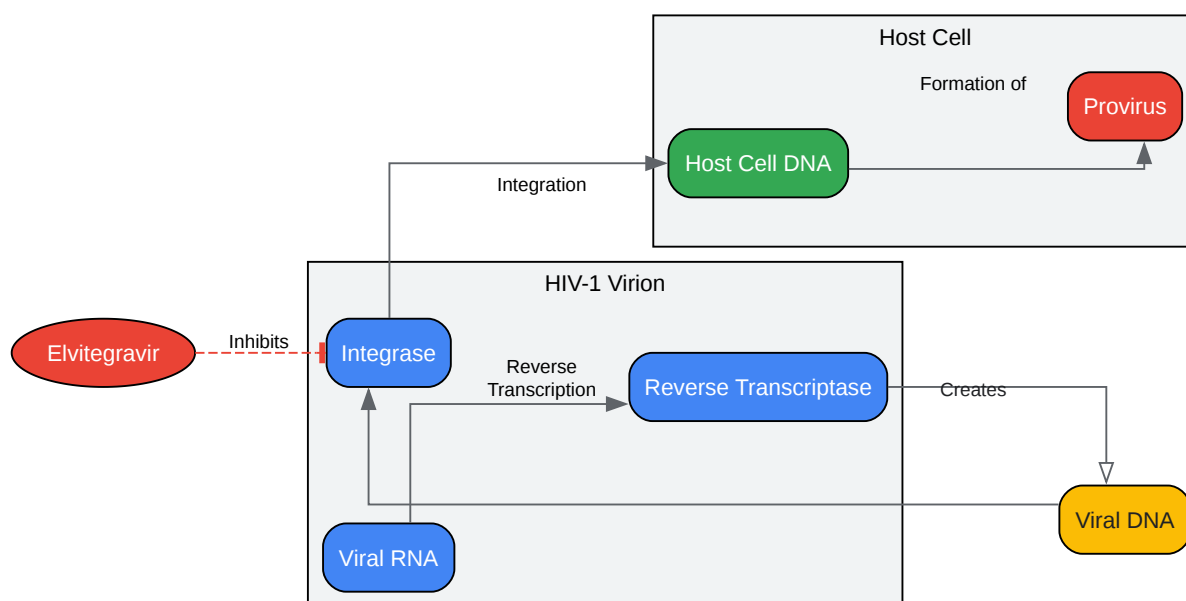 Host Cell
Formation of
Provirus
Host Cell DNA
Integration
HIV-1 Virion
Elvitegravir
Inhibits
Integrase
Reverse
Transcription
Reverse Transcriptase
Creates
Viral DNA
Viral RNA